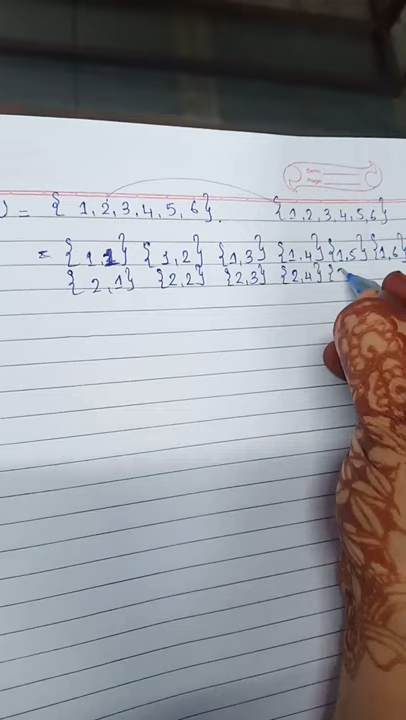 ) = { 1, 2, 3, 4, 5, 6 }. { 1, 2, 3, 4, 5, 6 }
= { 1, 1 } { 1, 2 } { 1, 3 } { 1, 4 } { 1, 5 } { 1, 6
{ 2, 1 } { 2, 2 } { 2, 3 } { 2, 4 } {